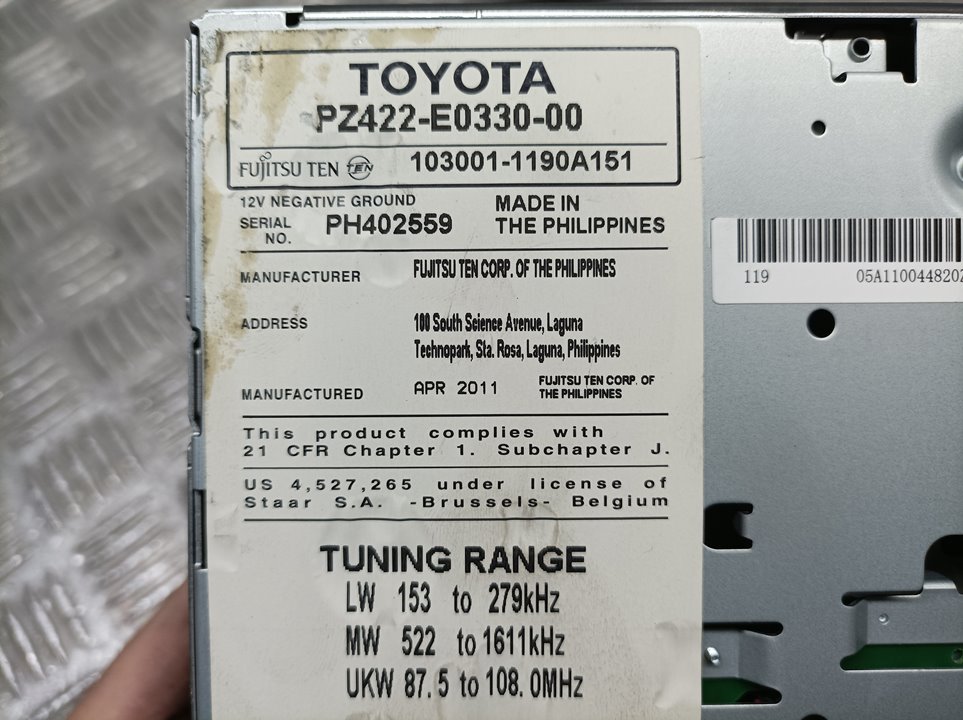 TOYOTA
PZ422-E0330-00
FUJITSU TEN TEN 103001-1190A151
12V NEGATIVE GROUND
SERIAL NO. PH402559
MADE IN
THE PHILIPPINES
MANUFACTURER FUJITSU TEN CORP. OF THE PHILIPPINES
ADDRESS 100 South Science Avenue, Laguna
Technopark, Sta. Rosa, Laguna, Philippines
MANUFACTURED APR 2011 FUJITSU TEN CORP. OF
THE PHILIPPINES
This product complies with
21 CFR Chapter 1. Subchapter J.
US 4,527,265 under license of
Staar S.A. -Brussels- Belgium
TUNING RANGE
LW 153 to 279kHz
MW 522 to 1611kHz
UKW 87.5 to 108.0MHz
119 05A110044820